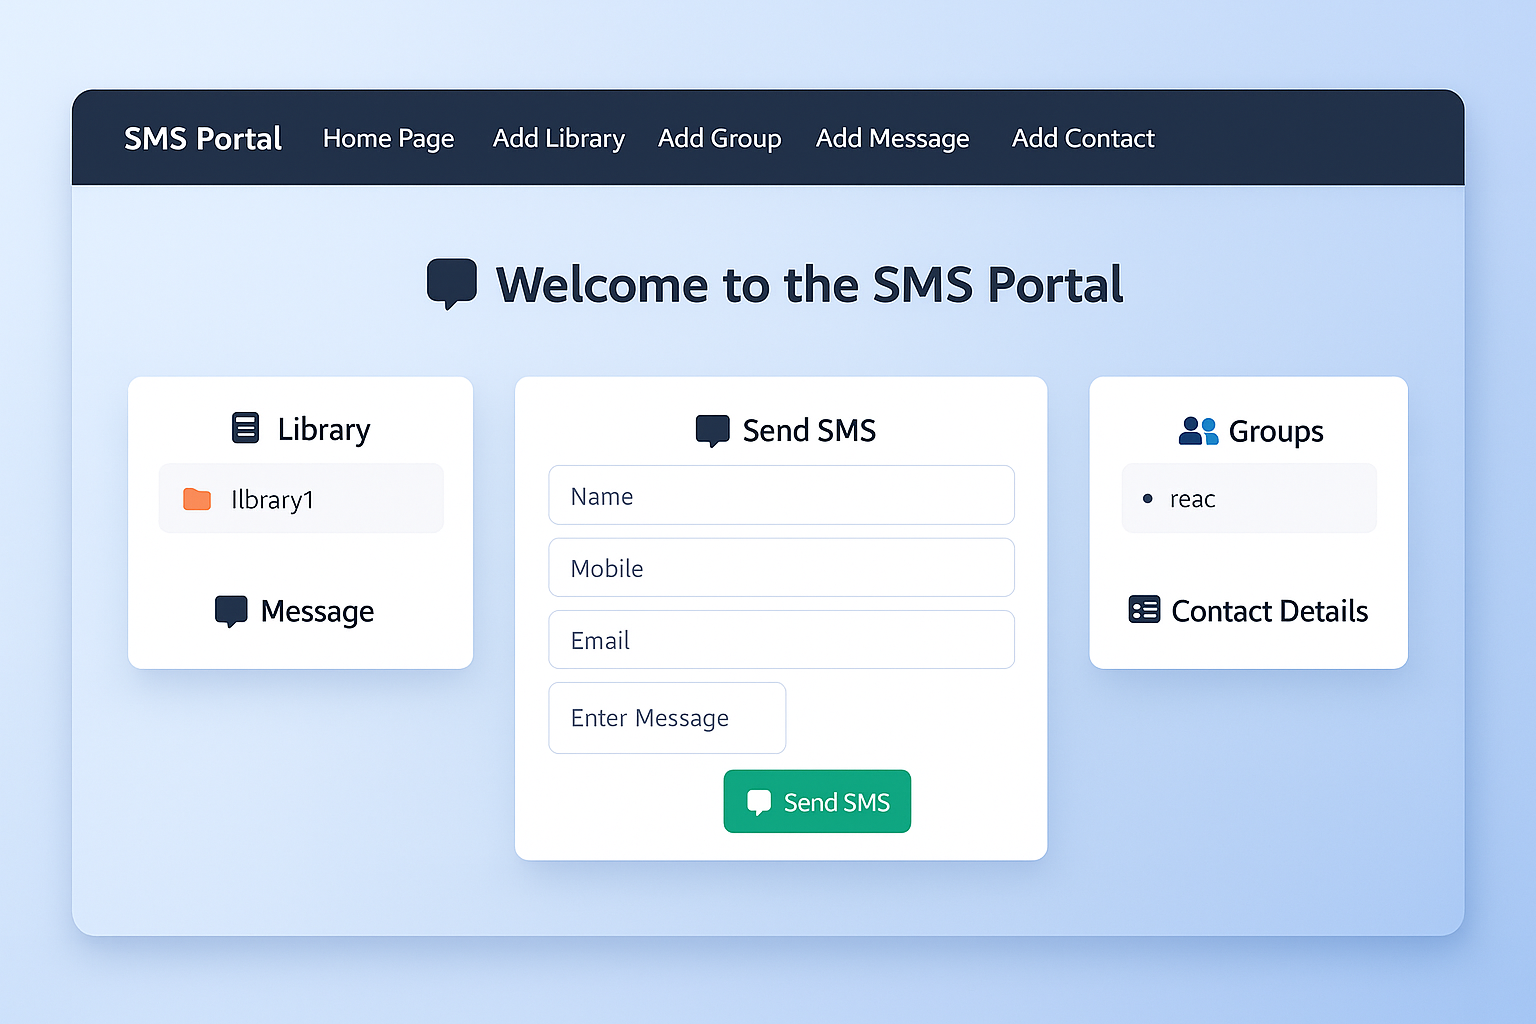 SMS Portal Home Page Add Library Add Group Add Message Add Contact
Welcome to the SMS Portal
Library
Ilbrary1
Message
Send SMS
Name
Mobile
Email
Enter Message
Send SMS
Groups
reac
Contact Details